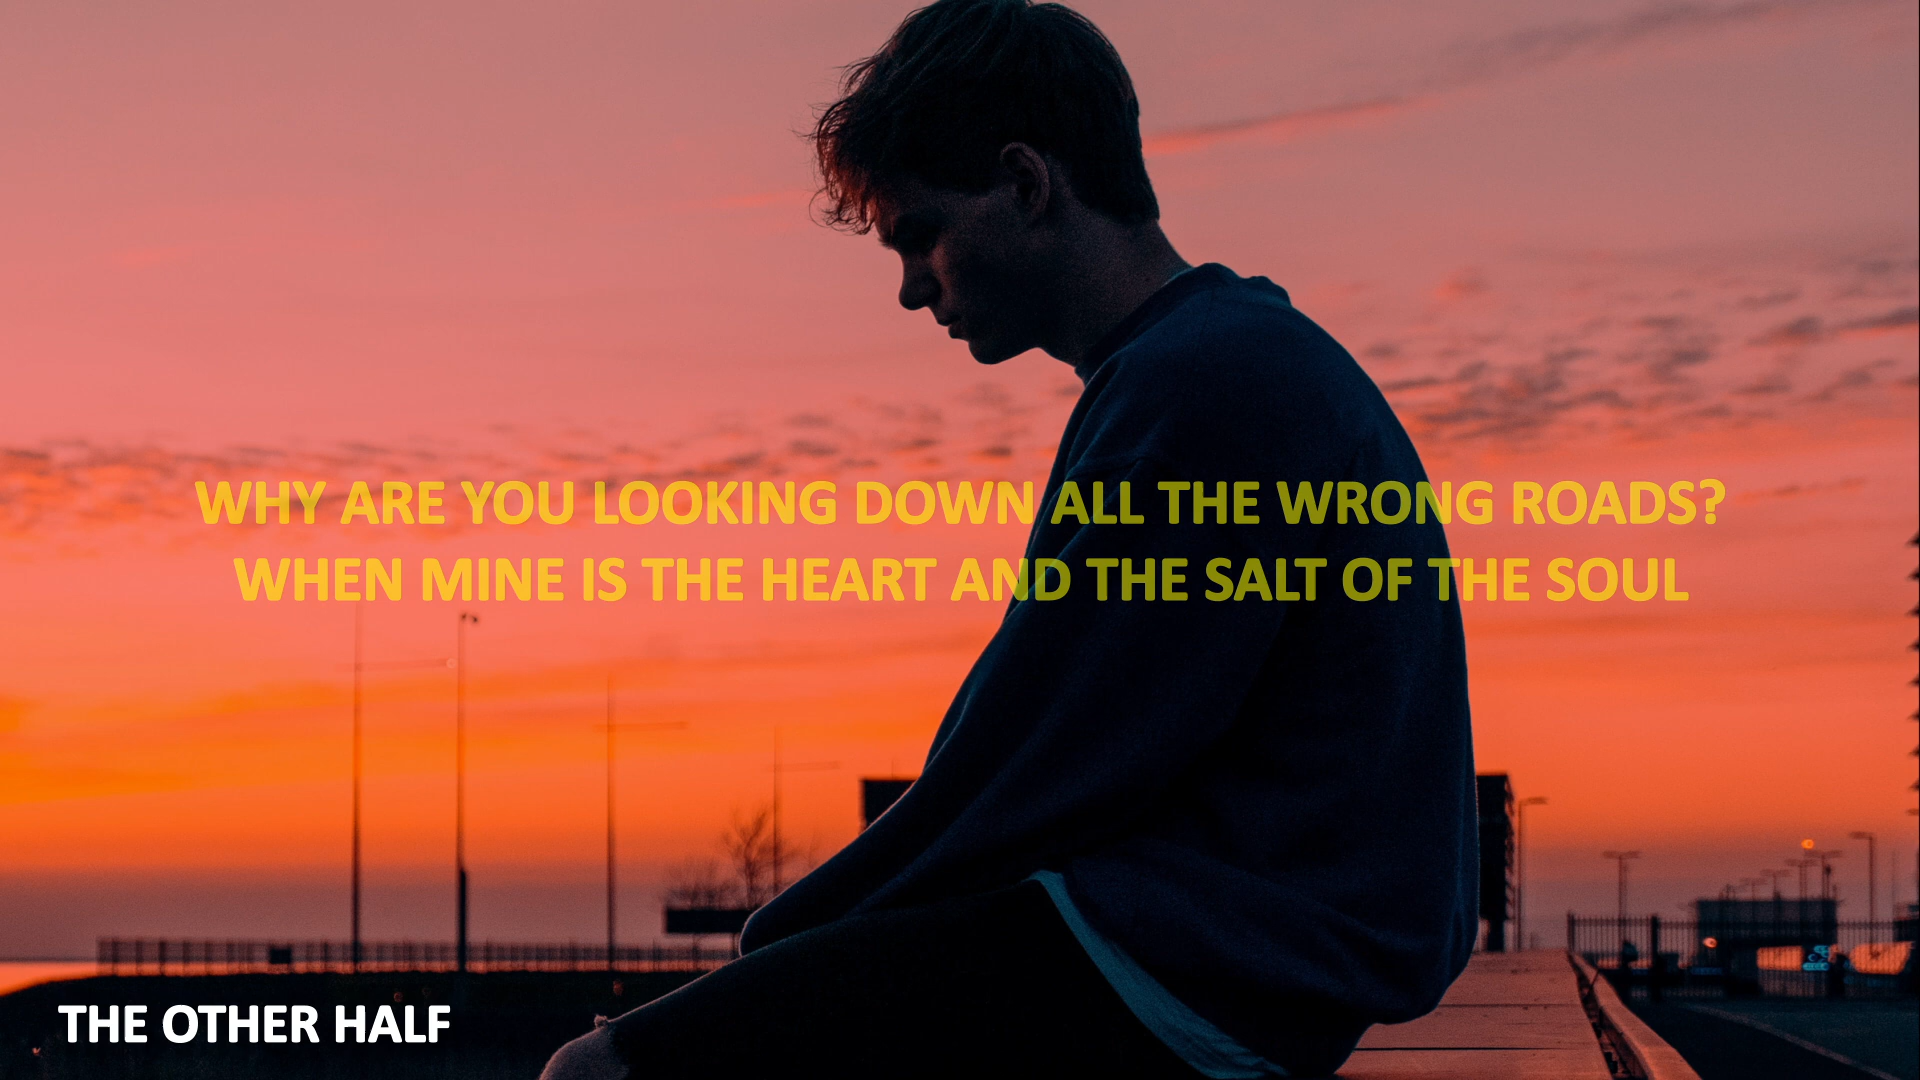 WHY ARE YOU LOOKING DOWN ALL THE WRONG ROADS?
WHEN MINE IS THE HEART AND THE SALT OF THE SOUL
THE OTHER HALF